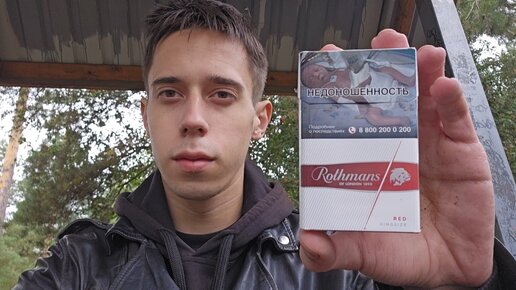 НЕДОНОШЕННОСТЬ
Подробнее
о последствиях
8 800 200 0 200
Rothmans
OF LONDON 1890
RED
KINGSIZE